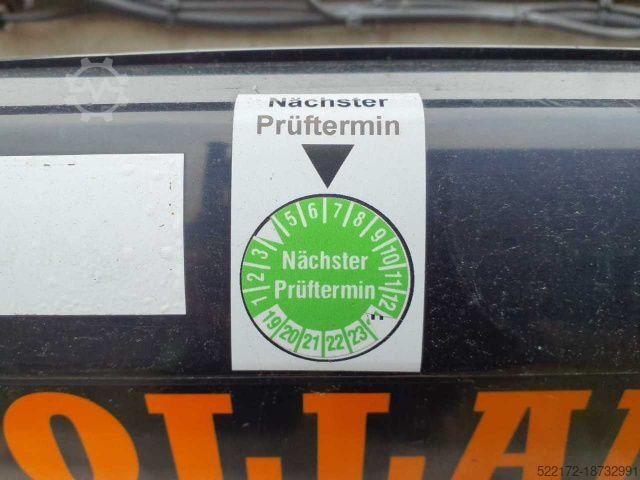 Nächster
Prüftermin
1 2 3 5 6 7 8 9 10 11 12
Nächster
Prüftermin
19 20 21 22 23
OLLA
522172-18732991